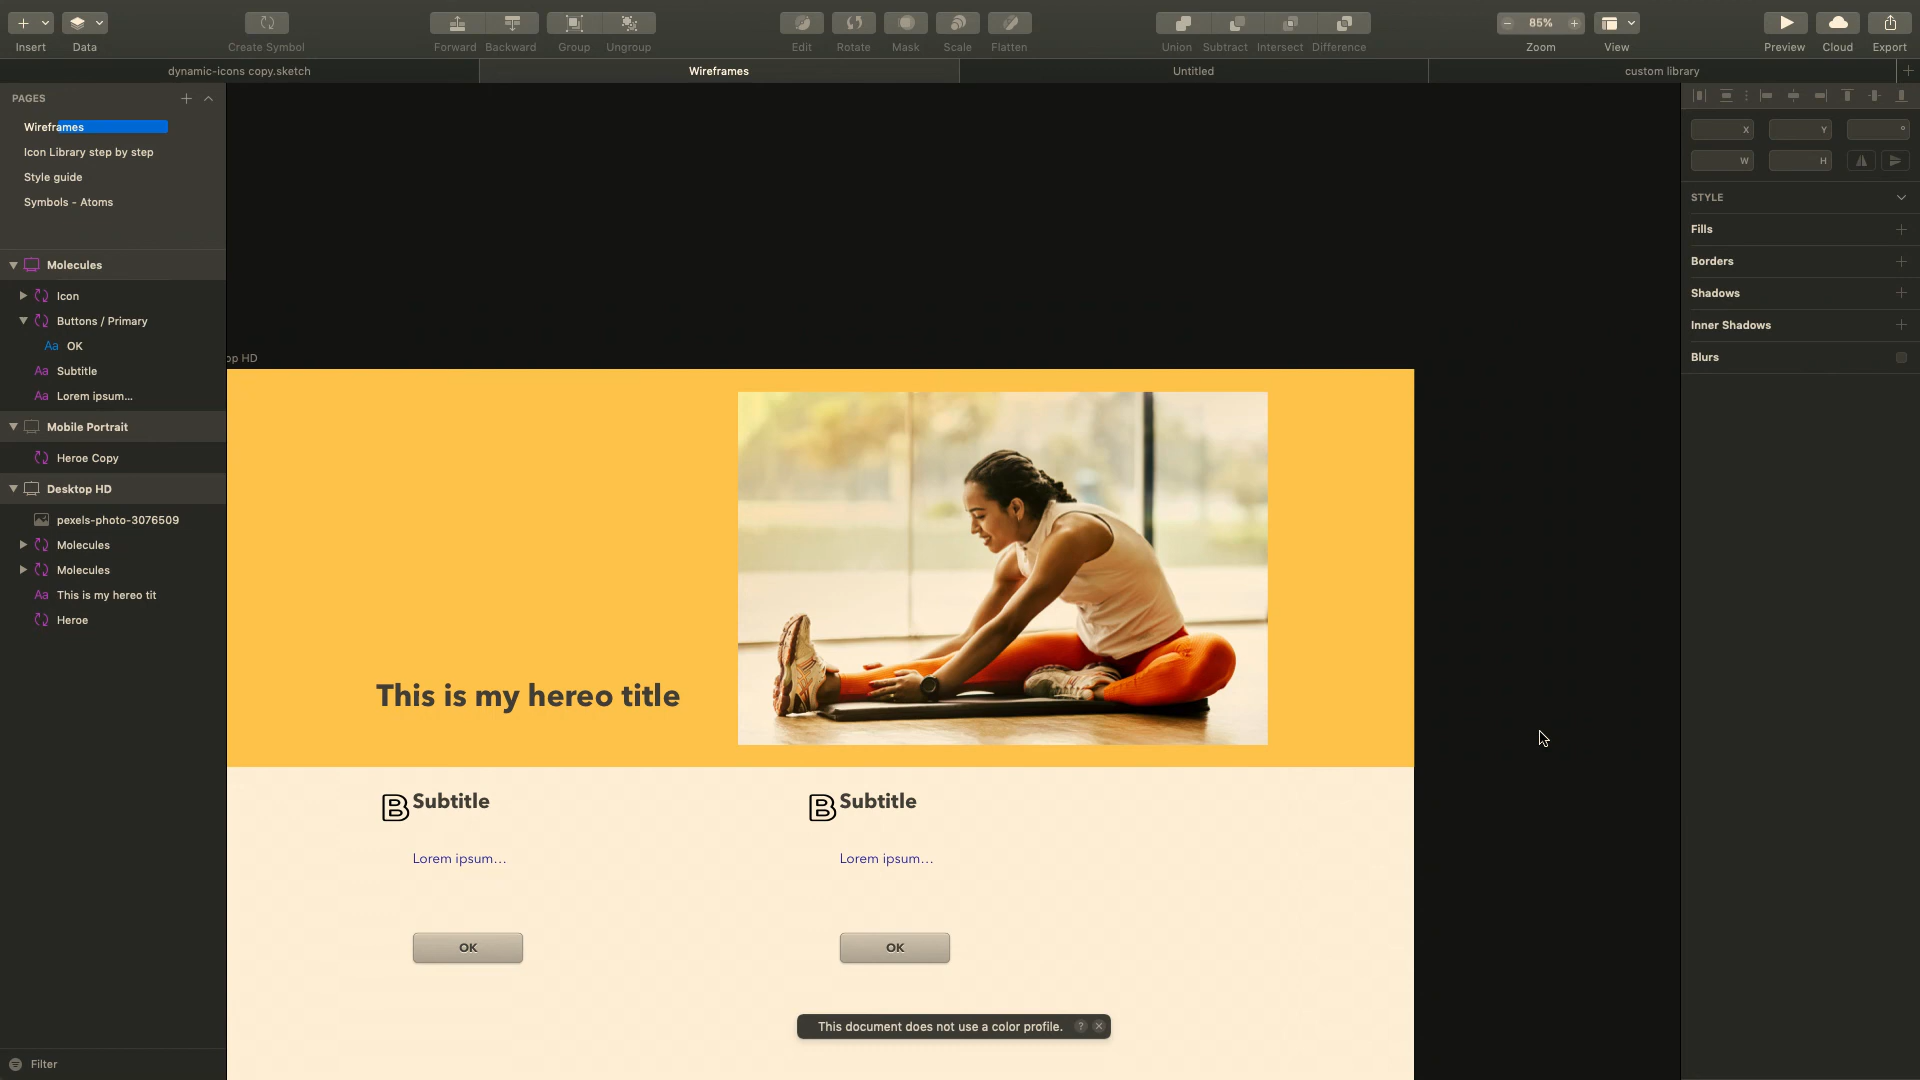 Insert
Data
Create Symbol
Forward
Backward
Group
Ungroup
Edit
Rotate
Mask
Scale
Flatten
Union
Subtract
Intersect
Difference
85%
Zoom
View
Preview
Cloud
Export
dynamic-icons copy.sketch
Wireframes
Untitled
custom library
PAGES
Wireframes
Icon Library step by step
Style guide
Symbols - Atoms
Molecules
Icon
Buttons / Primary
Aa OK
Aa Subtitle
Aa Lorem ipsum...
Mobile Portrait
Heroe Copy
Desktop HD
pexels-photo-3076509
Molecules
Molecules
Aa This is my hereo tit
Heroe
Filter
op HD
This is my hereo title
B Subtitle
Lorem ipsum...
OK
B Subtitle
Lorem ipsum...
OK
This document does not use a color profile. ?
X
Y
°
W
H
STYLE
Fills
Borders
Shadows
Inner Shadows
Blurs